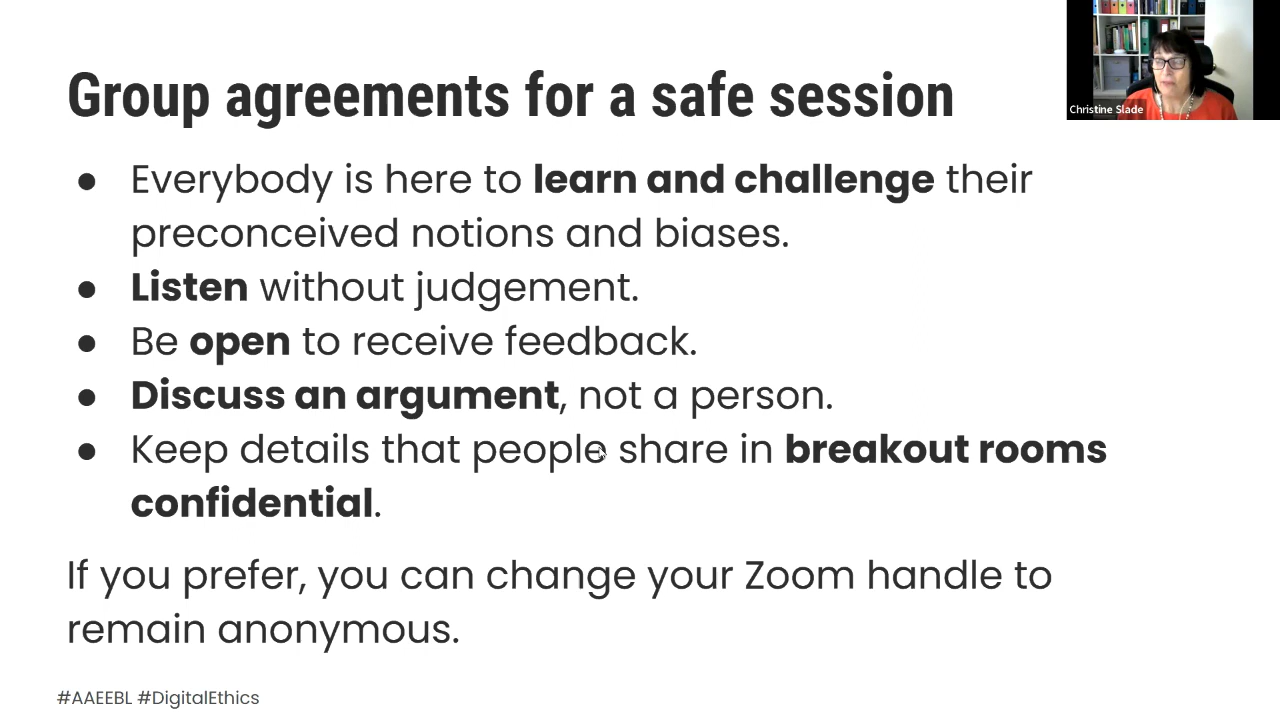 Group agreements for a safe session
Christine Slade
● Everybody is here to learn and challenge their
preconceived notions and biases.
● Listen without judgement.
● Be open to receive feedback.
● Discuss an argument, not a person.
● Keep details that people share in breakout rooms
confidential.
If you prefer, you can change your Zoom handle to
remain anonymous.
#AAEEBL #DigitalEthics